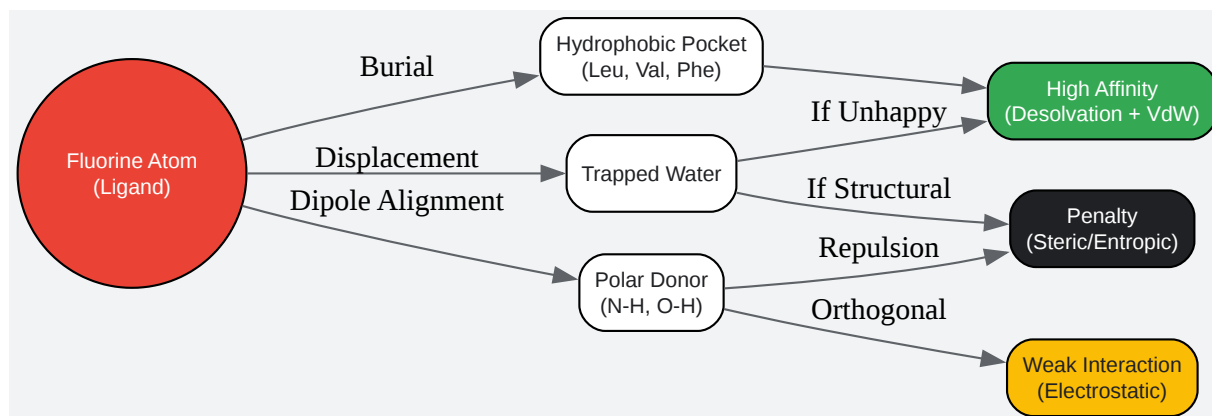 Fluorine Atom
(Ligand)
Burial
Displacement
Dipole Alignment
Hydrophobic Pocket
(Leu, Val, Phe)
Trapped Water
Polar Donor
(N-H, O-H)
If Unhappy
If Structural
Repulsion
Orthogonal
High Affinity
(Desolvation + VdW)
Penalty
(Steric/Entropic)
Weak Interaction
(Electrostatic)